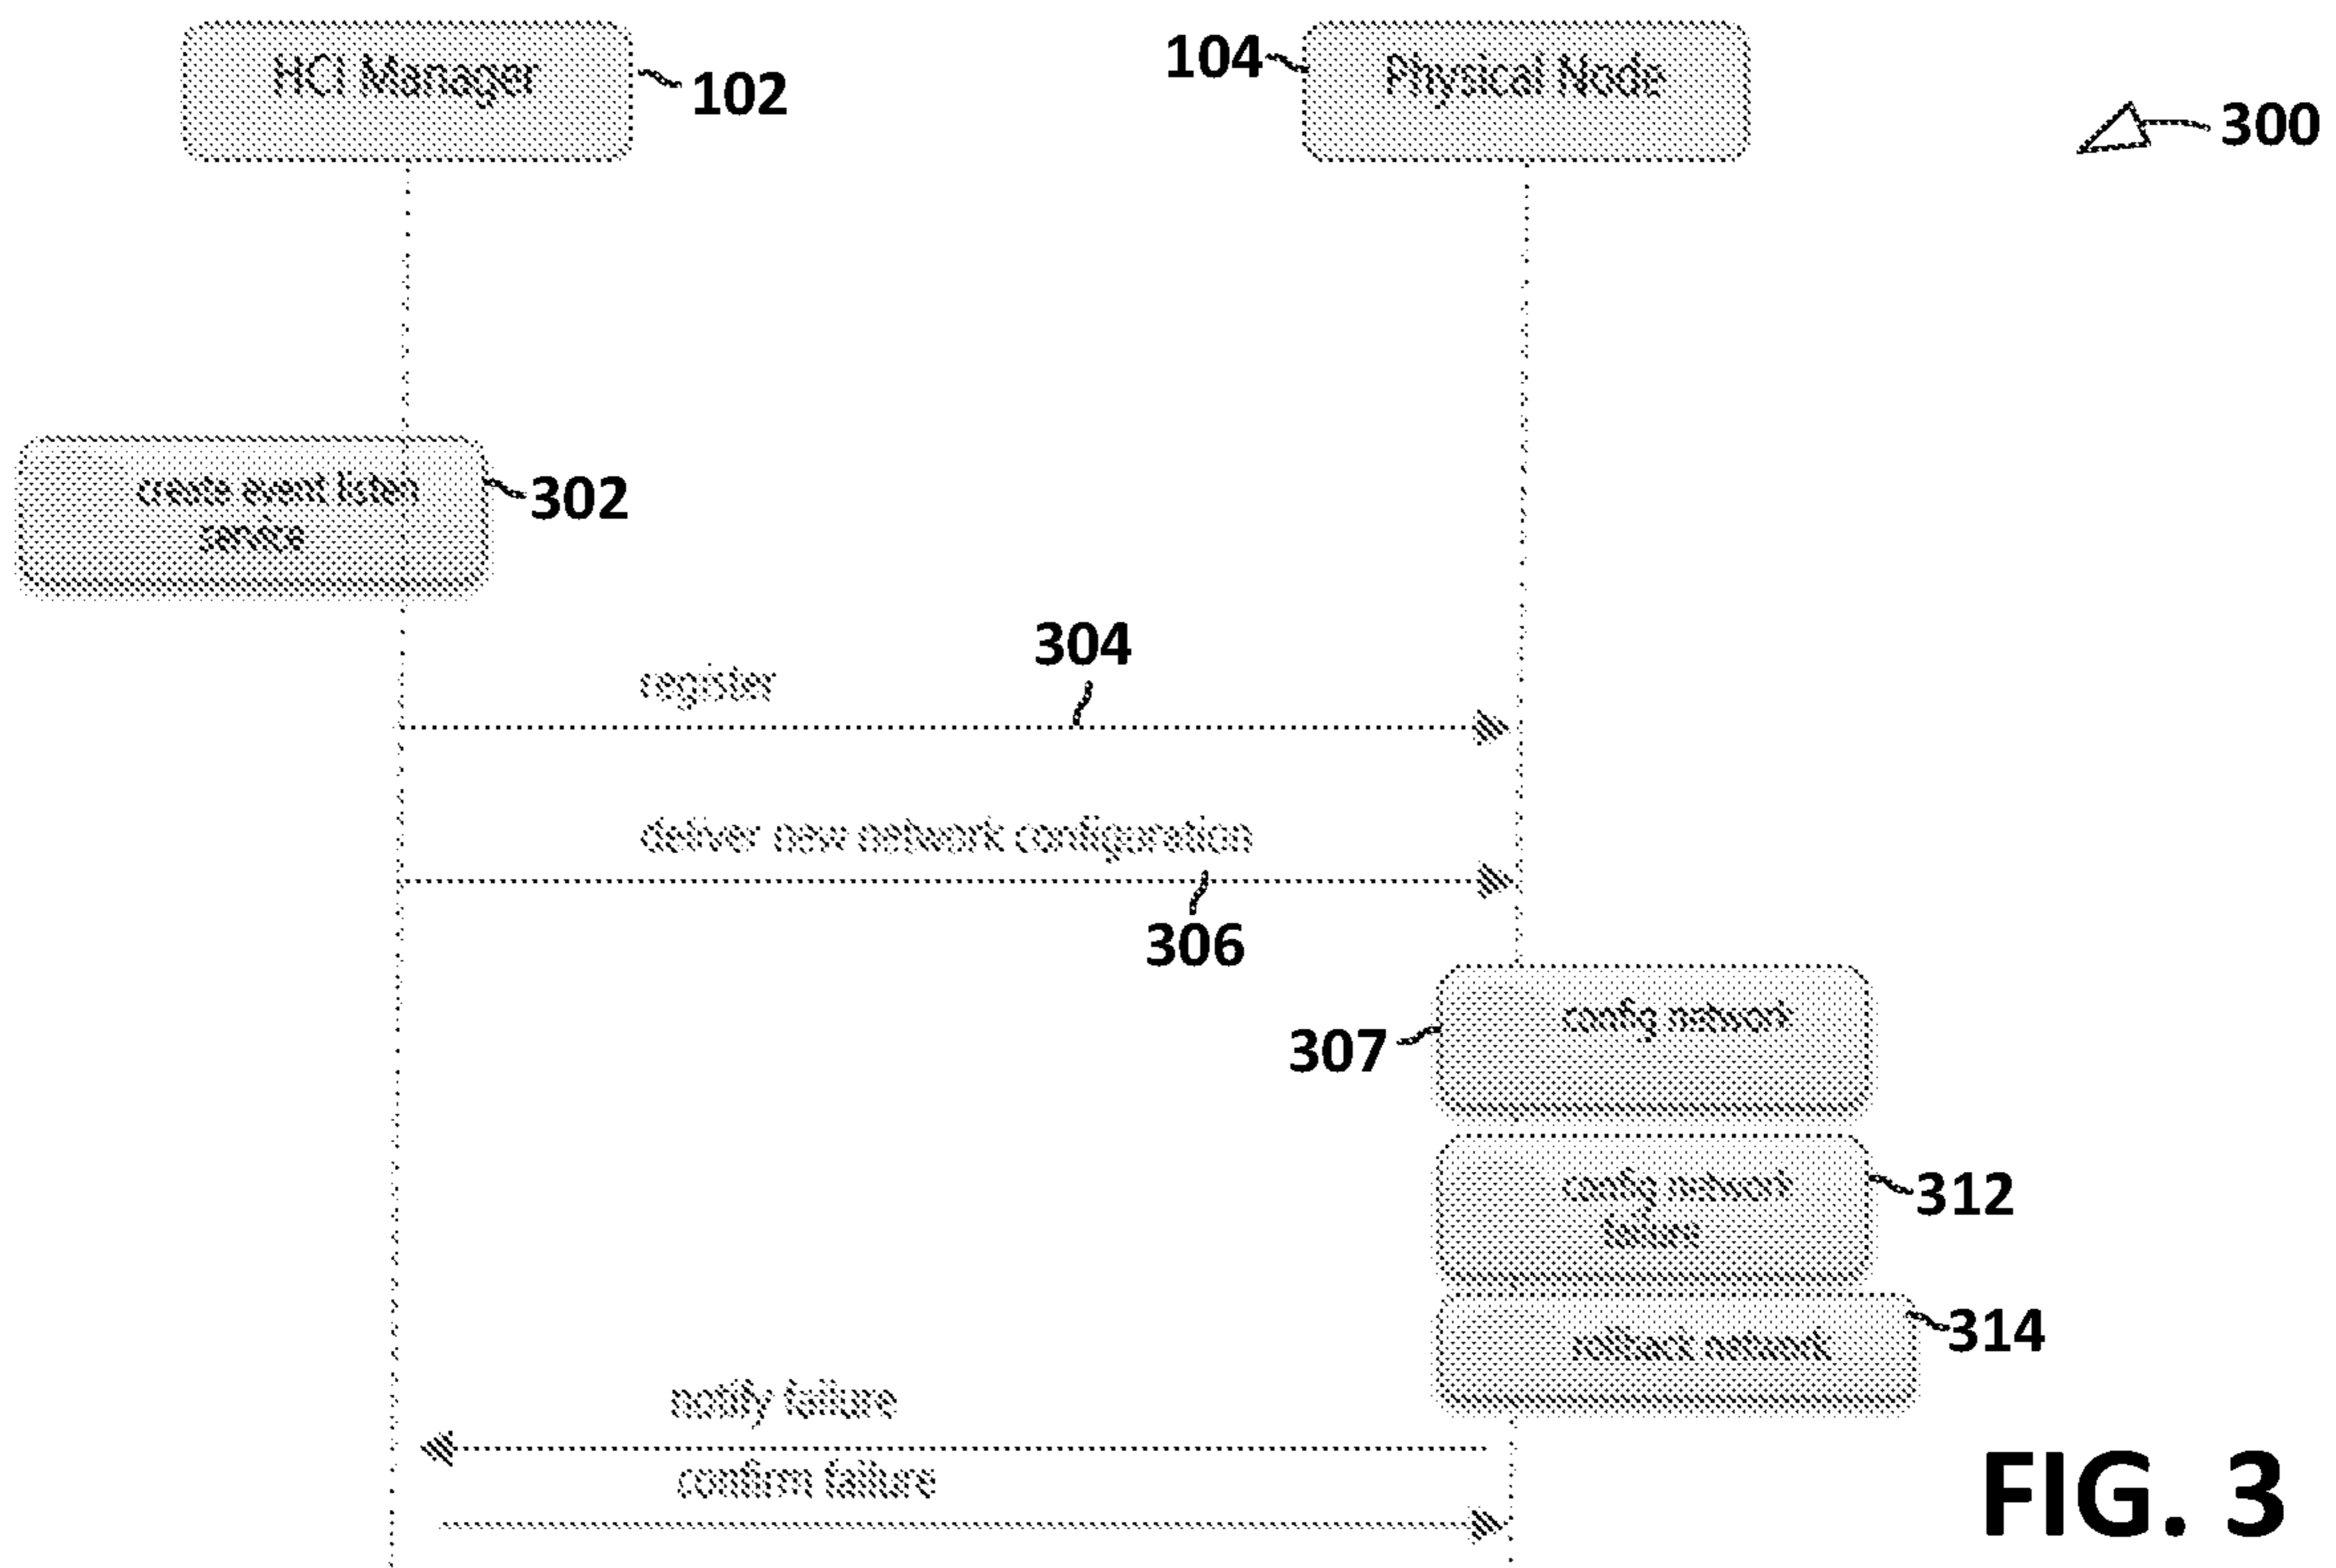 HCI Manager
102
104
Physical Node
300
create event listen
service
302
304
register
deliver new network configuration
306
307
config network
config network
failure
312
rollback network
314
notify failure
confirm failure
FIG. 3